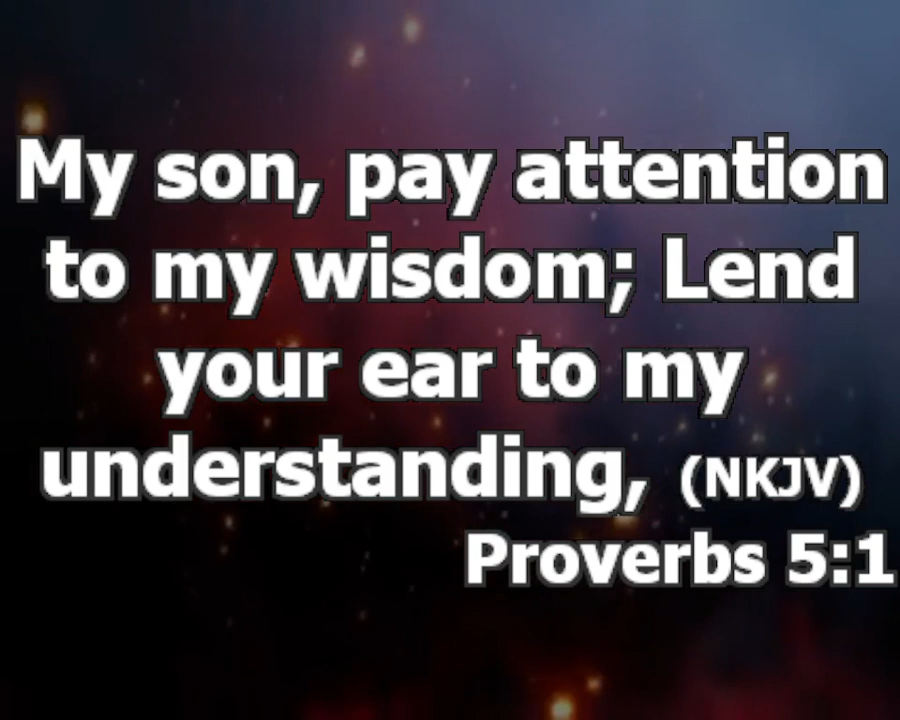 My son, pay attention
to my wisdom; Lend
your ear to my
understanding, (NKJV)
Proverbs 5:1